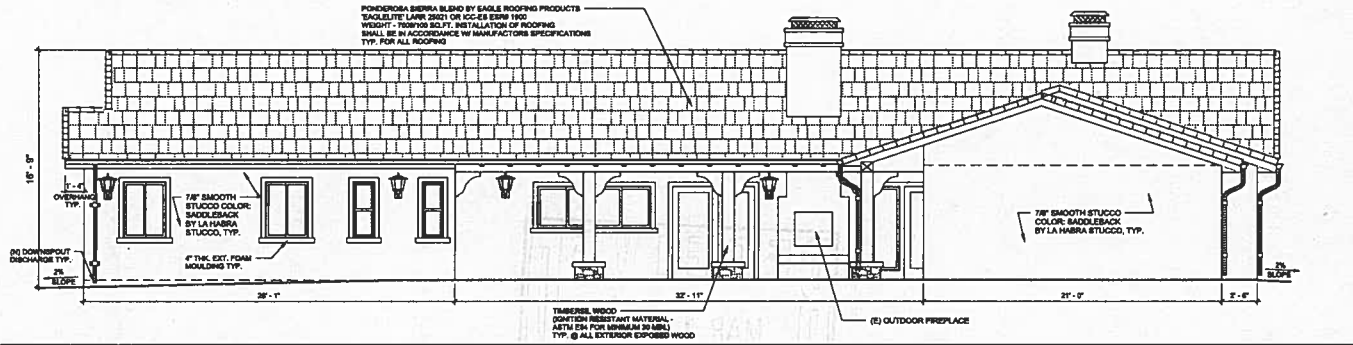 PONDEROSA SIERRA BLEND BY EAGLE ROOFING PRODUCTS
'EAGLELITE' LARR 25021 OR ICC-ES ESR# 1900
WEIGHT - 700#/100 SQ.FT. INSTALLATION OF ROOFING
SHALL BE IN ACCORDANCE W/ MANUFACTORS SPECIFICATIONS
TYP. FOR ALL ROOFING
16' - 9"
1' - 4"
OVERHANG
TYP.
7/8" SMOOTH
STUCCO COLOR:
SADDLEBACK
BY LA HABRA
STUCCO, TYP.
7/8" SMOOTH STUCCO
COLOR: SADDLEBACK
BY LA HABRA STUCCO, TYP.
(N) DOWNSPOUT
DISCHARGE TYP.
4" THK. EXT. FOAM
MOULDING TYP.
2%
SLOPE
2%
SLOPE
1"
32' - 11"
21' - 0"
2' - 6"
TIMBERSIL WOOD
(IGNITION RESISTANT MATERIAL -
ASTM E84 FOR MINIMUM 30 MIN.)
TYP. @ ALL EXTERIOR EXPOSED WOOD
(E) OUTDOOR FIREPLACE